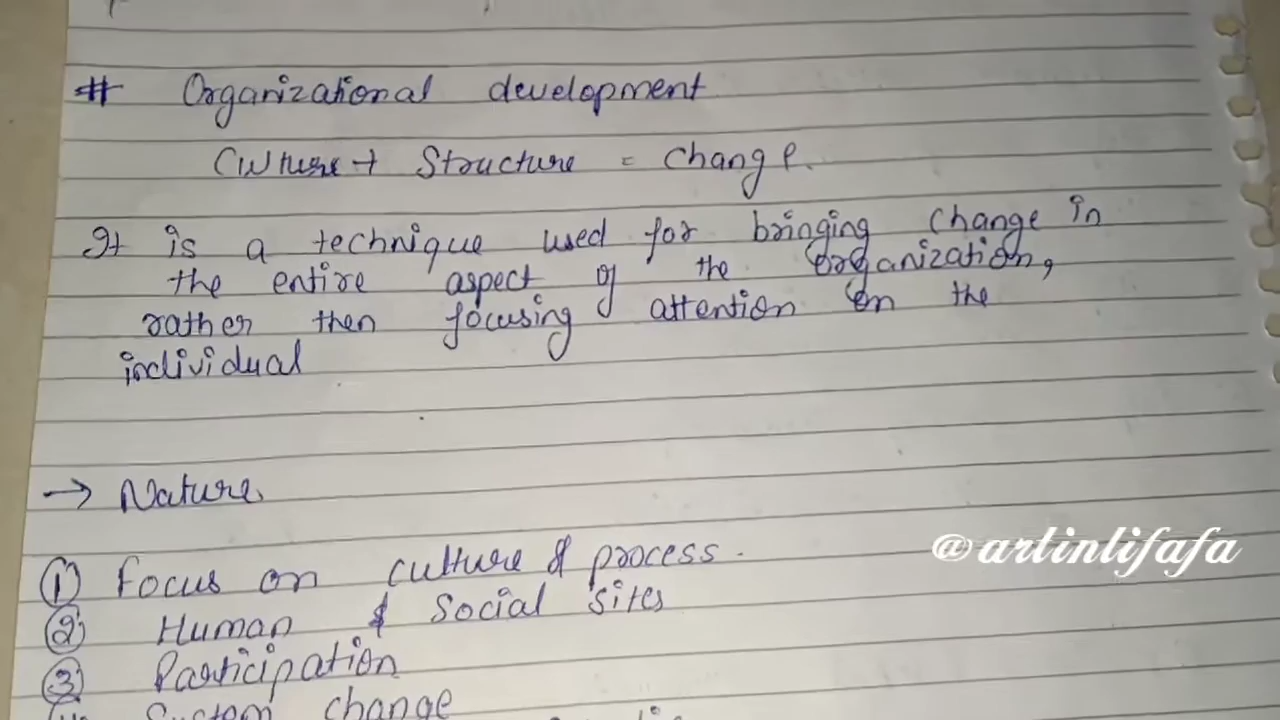 # Organizational development
Culture + Structure = Change.
It is a technique used for bringing change in
the entire aspect of the organization,
rather then focusing attention on the
individual
→ Nature
① Focus on culture & process.
② Human & Social sites
③ Participation
System change
@artinlifafa